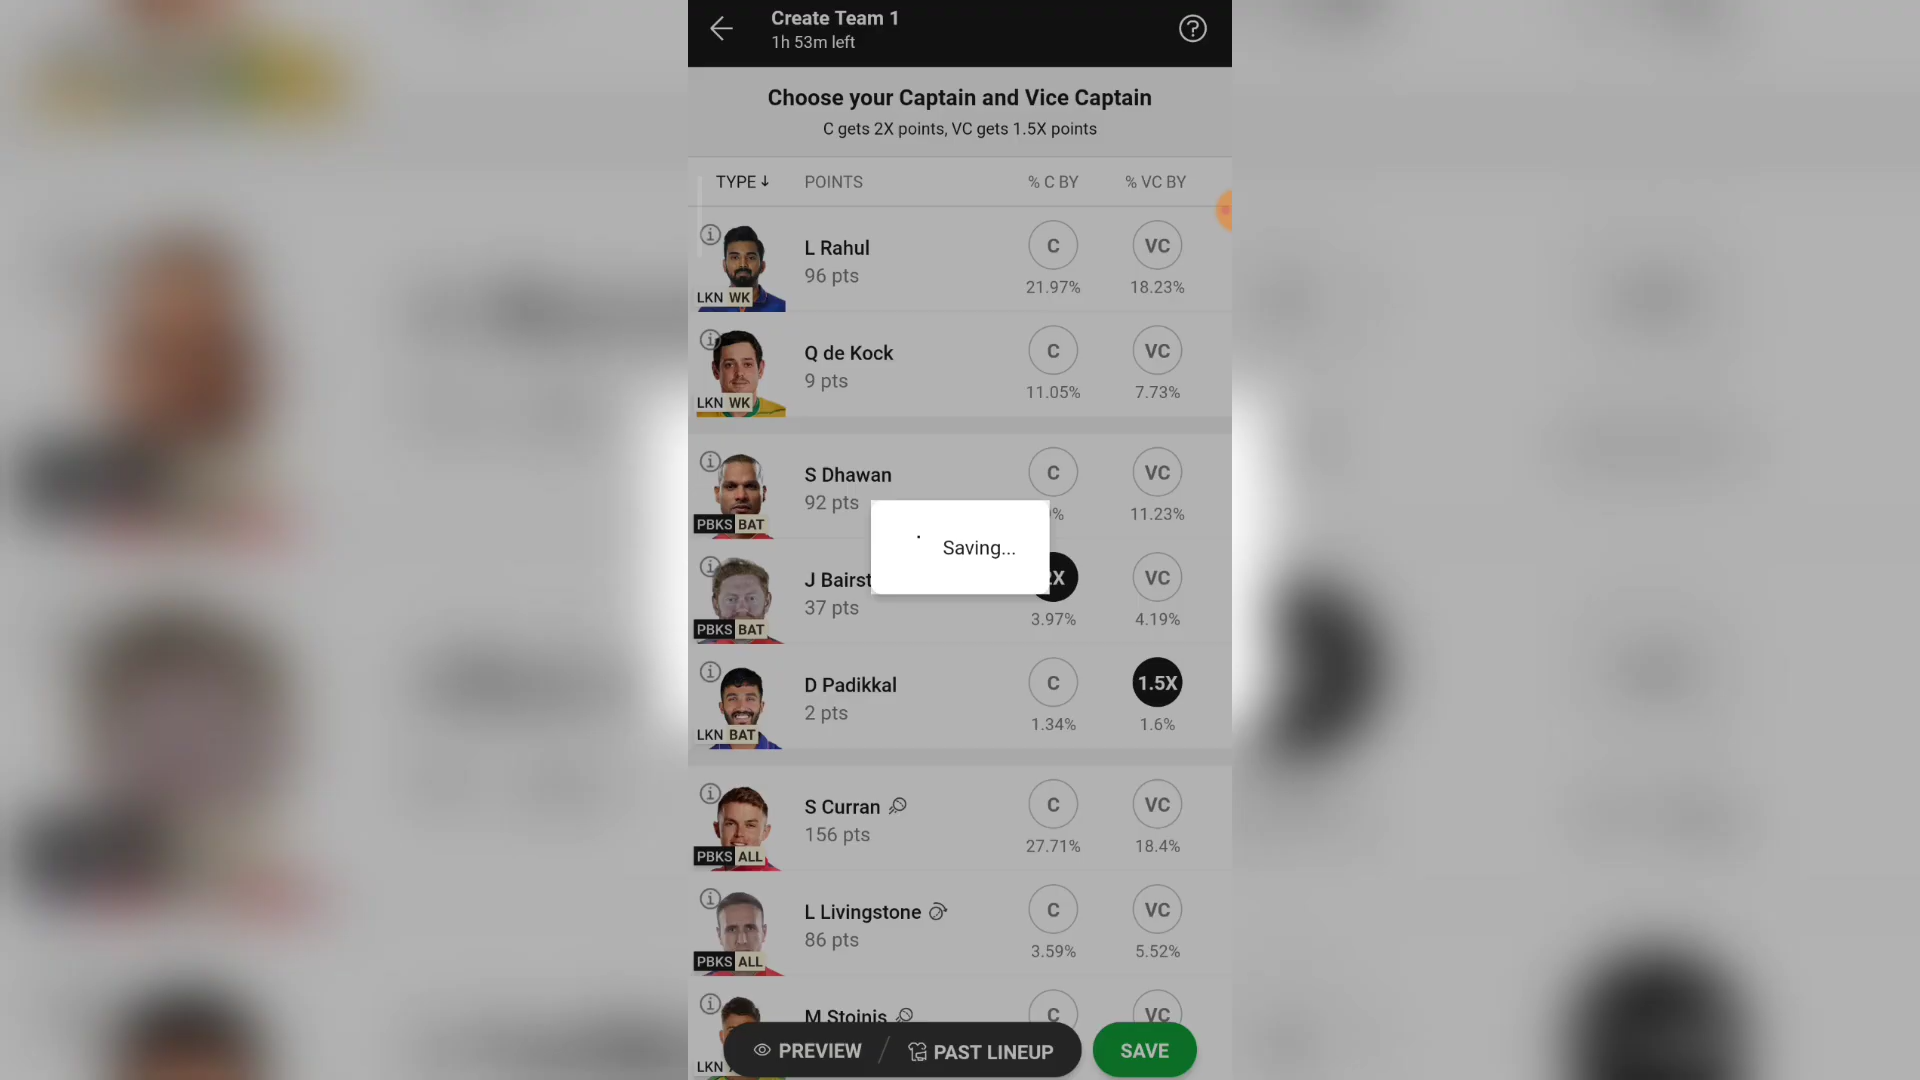 Create Team 1
1h 53m left
Choose your Captain and Vice Captain
C gets 2X points, VC gets 1.5X points
TYPE↓ POINTS % C BY % VC BY
L Rahul C VC
96 pts 21.97% 18.23%
LKN WK
Q de Kock C VC
9 pts 11.05% 7.73%
LKN WK
S Dhawan C VC
92 pts % 11.23%
PBKS BAT
Saving...
J Bairst X VC
37 pts 3.97% 4.19%
PBKS BAT
D Padikkal C 1.5X
2 pts 1.34% 1.6%
LKN BAT
S Curran C VC
156 pts 27.71% 18.4%
PBKS ALL
L Livingstone C VC
86 pts 3.59% 5.52%
PBKS ALL
M Stoinis C VC
LKN
PREVIEW / PAST LINEUP SAVE